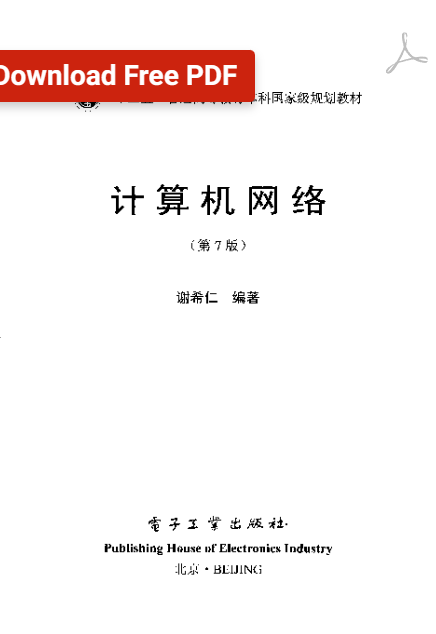 Download Free PDF
本科国家级规划教材
计算机网络
（第7版）
谢希仁 编著
電子工業出版社·
Publishing House of Electronics Industry
北京·BEIJING